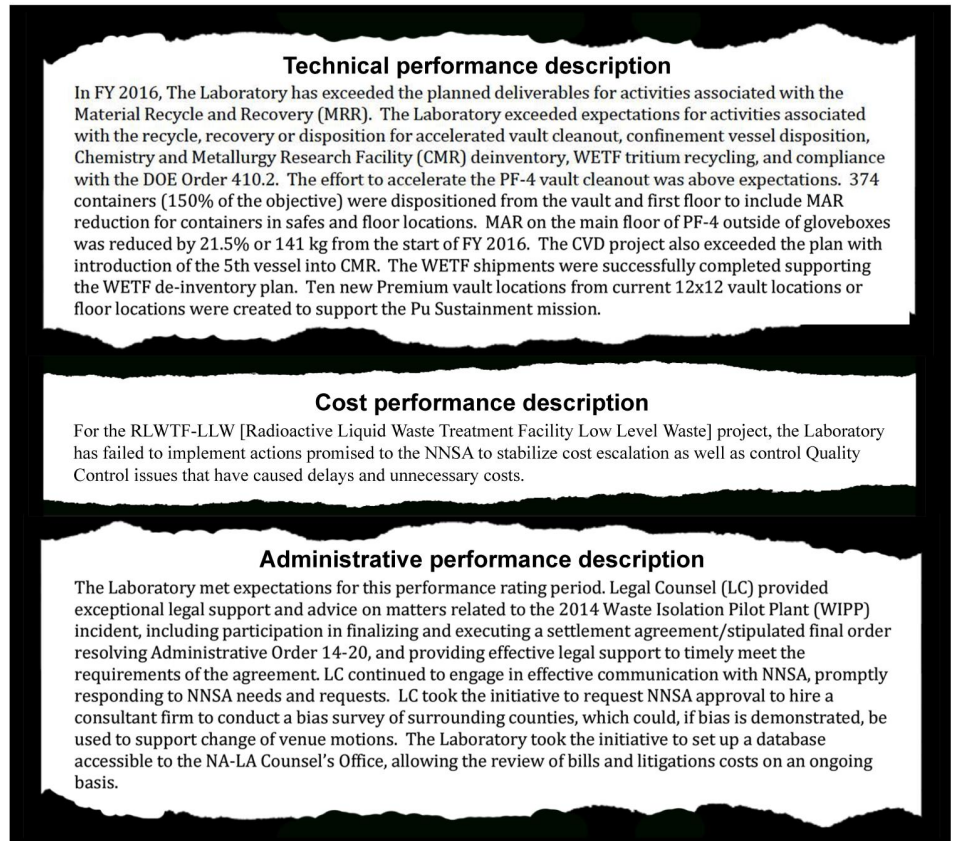 Technical performance description
In FY 2016, The Laboratory has exceeded the planned deliverables for activities associated with the
Material Recycle and Recovery (MRR).  The Laboratory exceeded expectations for activities associated
with the recycle, recovery or disposition for accelerated vault cleanout, confinement vessel disposition,
Chemistry and Metallurgy Research Facility (CMR) deinventory, WETF tritium recycling, and compliance
with the DOE Order 410.2.  The effort to accelerate the PF-4 vault cleanout was above expectations.  374
containers (150% of the objective) were dispositioned from the vault and first floor to include MAR
reduction for containers in safes and floor locations.  MAR on the main floor of PF-4 outside of gloveboxes
was reduced by 21.5% or 141 kg from the start of FY 2016.  The CVD project also exceeded the plan with
introduction of the 5th vessel into CMR.  The WETF shipments were successfully completed supporting
the WETF de-inventory plan.  Ten new Premium vault locations from current 12x12 vault locations or
floor locations were created to support the Pu Sustainment mission.
Cost performance description
For the RLWTF-LLW [Radioactive Liquid Waste Treatment Facility Low Level Waste] project, the Laboratory
has failed to implement actions promised to the NNSA to stabilize cost escalation as well as control Quality
Control issues that have caused delays and unnecessary costs.
Administrative performance description
The Laboratory met expectations for this performance rating period. Legal Counsel (LC) provided
exceptional legal support and advice on matters related to the 2014 Waste Isolation Pilot Plant (WIPP)
incident, including participation in finalizing and executing a settlement agreement/stipulated final order
resolving Administrative Order 14-20, and providing effective legal support to timely meet the
requirements of the agreement. LC continued to engage in effective communication with NNSA, promptly
responding to NNSA needs and requests.  LC took the initiative to request NNSA approval to hire a
consultant firm to conduct a bias survey of surrounding counties, which could, if bias is demonstrated, be
used to support change of venue motions.  The Laboratory took the initiative to set up a database
accessible to the NA-LA Counsel's Office, allowing the review of bills and litigations costs on an ongoing
basis.